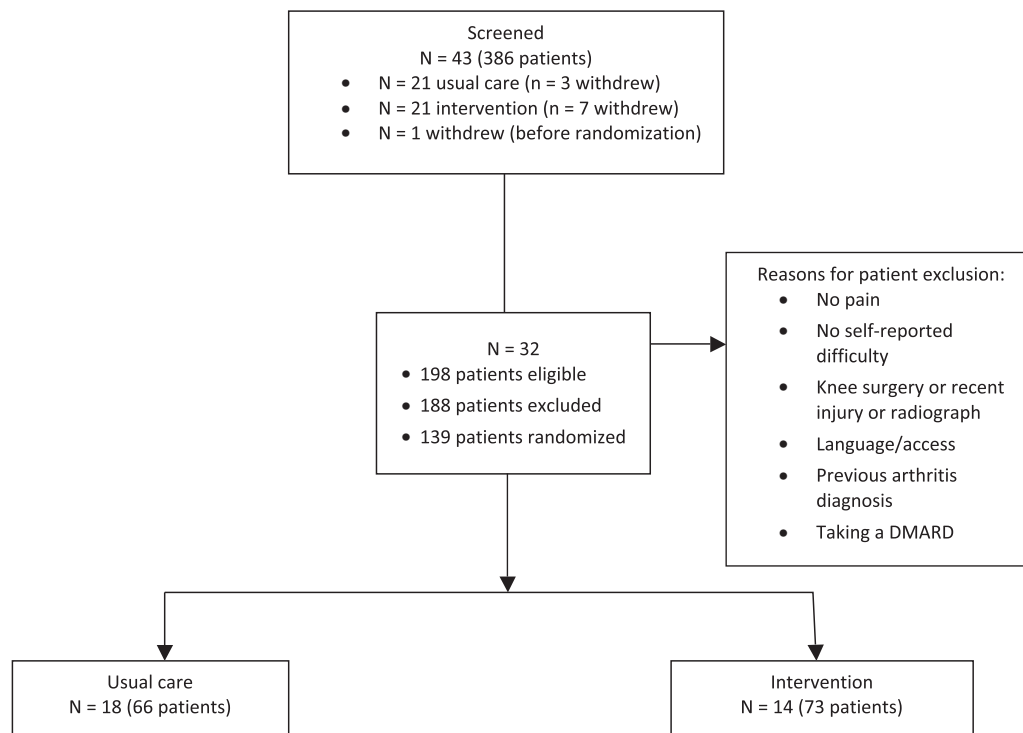 Screened
N = 43 (386 patients)
• N = 21 usual care (n = 3 withdrew)
• N = 21 intervention (n = 7 withdrew)
• N = 1 withdrew (before randomization)
Reasons for patient exclusion:
• No pain
• No self-reported
difficulty
• Knee surgery or recent
injury or radiograph
• Language/access
• Previous arthritis
diagnosis
• Taking a DMARD
N = 32
• 198 patients eligible
• 188 patients excluded
• 139 patients randomized
Usual care
N = 18 (66 patients)
Intervention
N = 14 (73 patients)